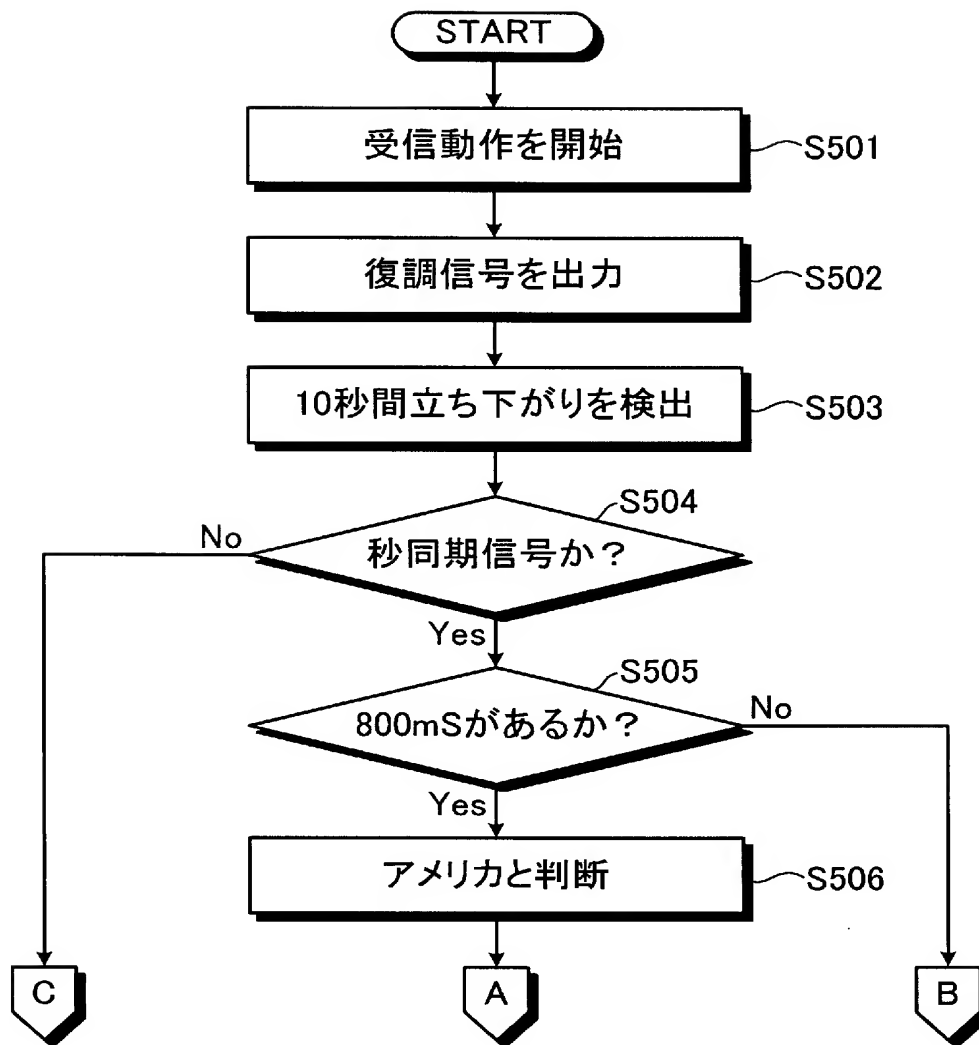 START
受信動作を開始
S501
復調信号を出力
S502
10秒間立ち下がりを検出
S503
S504
No
秒同期信号か?
Yes
S505
800mSがあるか?
No
Yes
アメリカと判断
S506
C
A
B